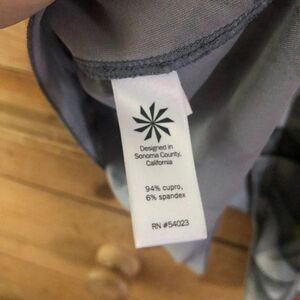 Designed in
Sonoma County,
California
94% cupro,
6% spandex
RN #54023